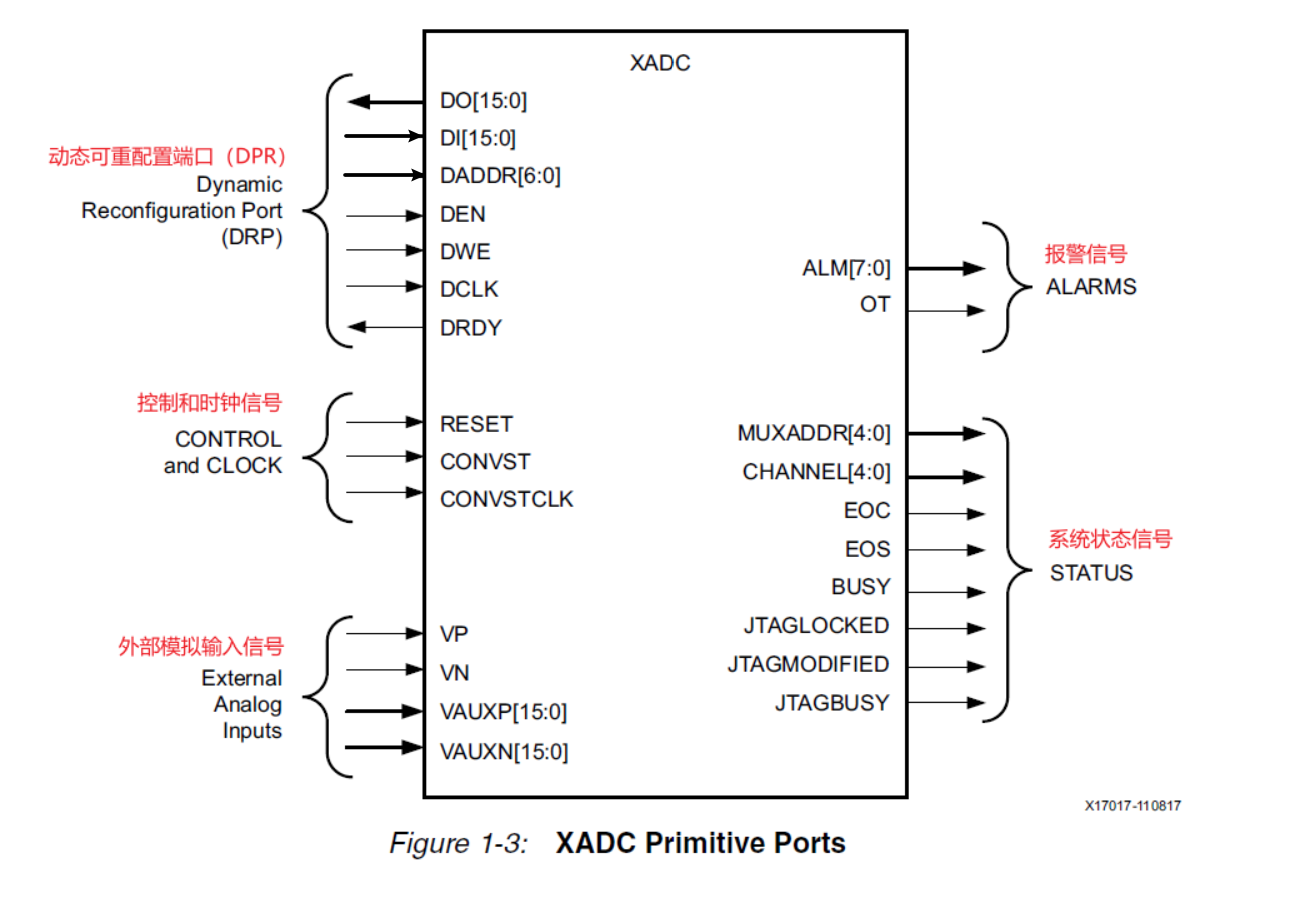 XADC
动态可重配置端口（DPR）
Dynamic
Reconfiguration Port
(DRP)
DO[15:0]
DI[15:0]
DADDR[6:0]
DEN
DWE
DCLK
DRDY
控制和时钟信号
CONTROL
and CLOCK
RESET
CONVST
CONVSTCLK
外部模拟输入信号
External
Analog
Inputs
VP
VN
VAUXP[15:0]
VAUXN[15:0]
ALM[7:0]
OT
报警信号
ALARMS
MUXADDR[4:0]
CHANNEL[4:0]
EOC
EOS
BUSY
JTAGLOCKED
JTAGMODIFIED
JTAGBUSY
系统状态信号
STATUS
X17017-110817
Figure 1-3: XADC Primitive Ports